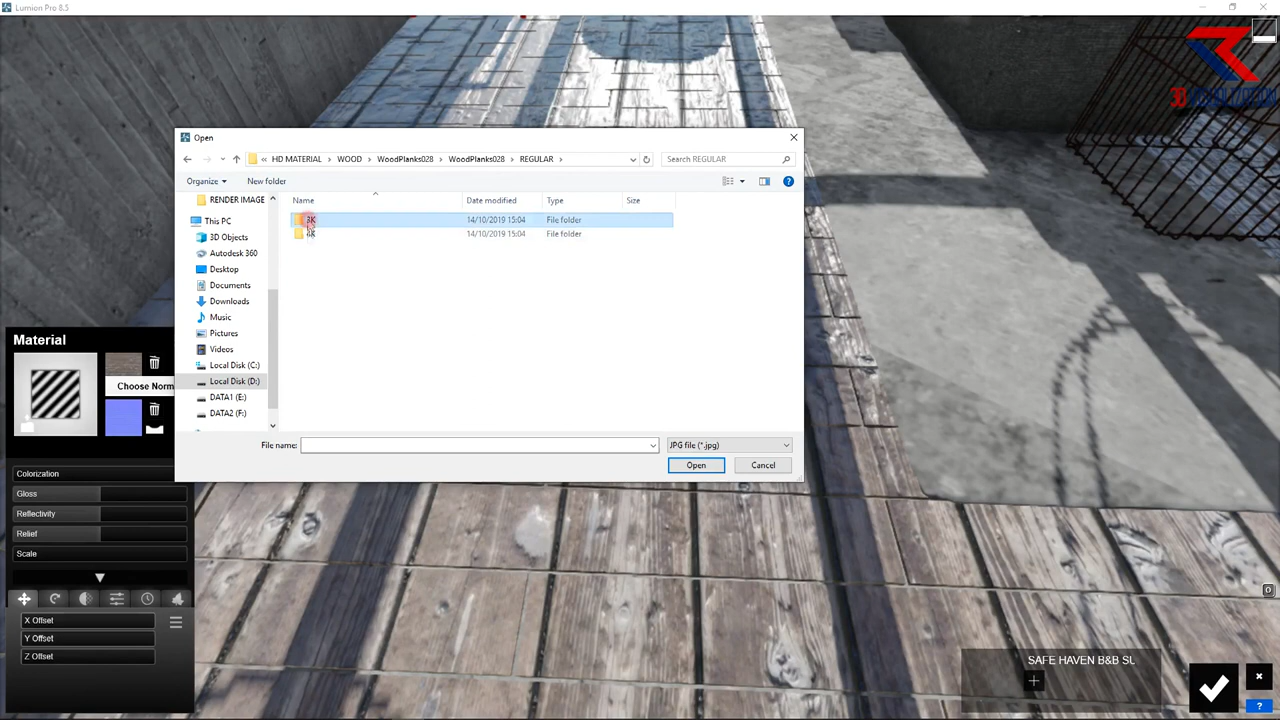 Lumion Pro 8.5
3D VISUALIZATION
Open
« HD MATERIAL > WOOD > WoodPlanks028 > WoodPlanks028 > REGULAR >
Search REGULAR
Organize
New folder
Name
Date modified
Type
Size
3K 14/10/2019 15:04 File folder
4K 14/10/2019 15:04 File folder
RENDER IMAGE
This PC
3D Objects
Autodesk 360
Desktop
Documents
Downloads
Music
Pictures
Videos
Local Disk (C:)
Local Disk (D:)
DATA1 (E:)
DATA2 (F:)
File name:
JPG file (*.jpg)
Open
Cancel
Material
Choose Norm
Colorization
Gloss
Reflectivity
Relief
Scale
X Offset
Y Offset
Z Offset
SAFE HAVEN B&B SL